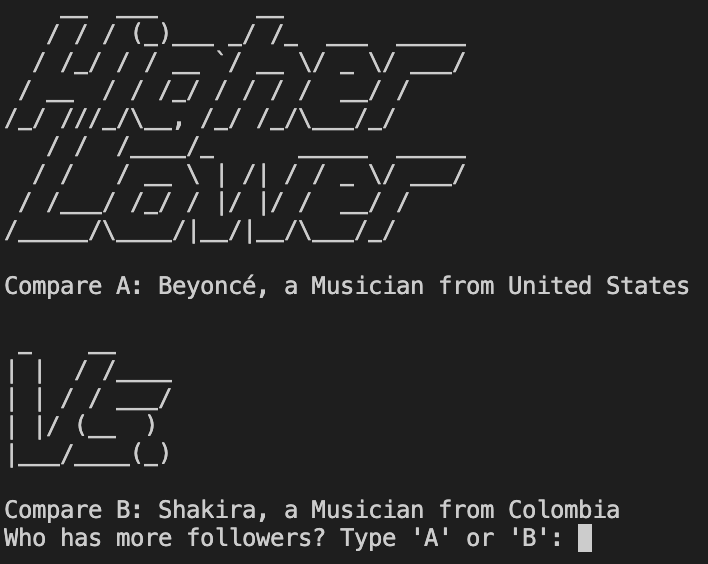 Higher
Lower
Compare A: Beyoncé, a Musician from United States
Vs.
Compare B: Shakira, a Musician from Colombia
Who has more followers? Type 'A' or 'B':